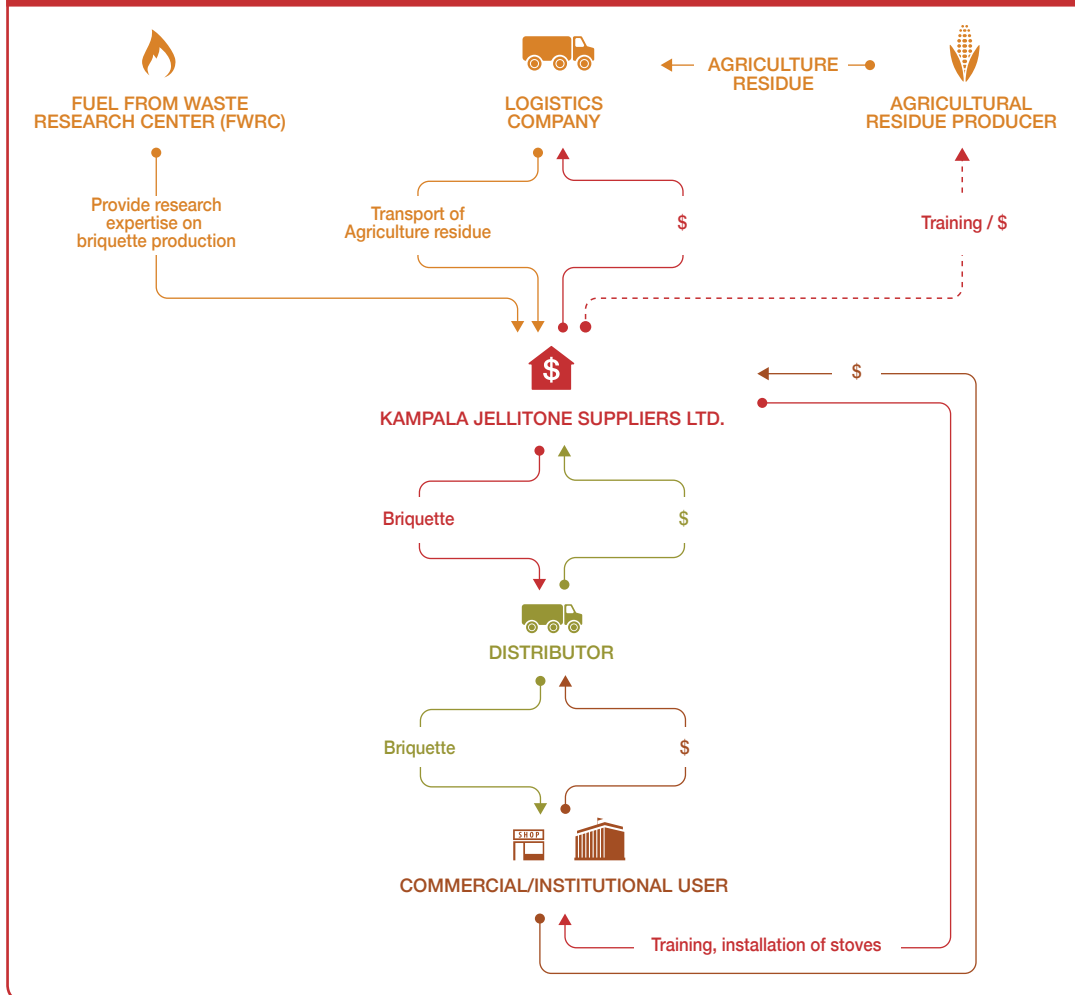 FUEL FROM WASTE
RESEARCH CENTER (FWRC)
LOGISTICS
COMPANY
AGRICULTURE
RESIDUE
AGRICULTURAL
RESIDUE PRODUCER
Provide research
expertise on
briquette production
Transport of
Agriculture residue
$
Training / $
$
$
KAMPALA JELLITONE SUPPLIERS LTD.
Briquette
$
DISTRIBUTOR
Briquette
$
SHOP
COMMERCIAL/INSTITUTIONAL USER
Training, installation of stoves